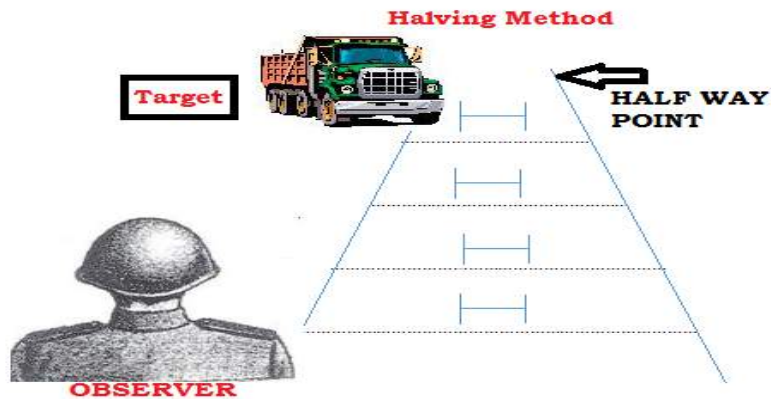 Halving Method
Target
HALF WAY
POINT
OBSERVER